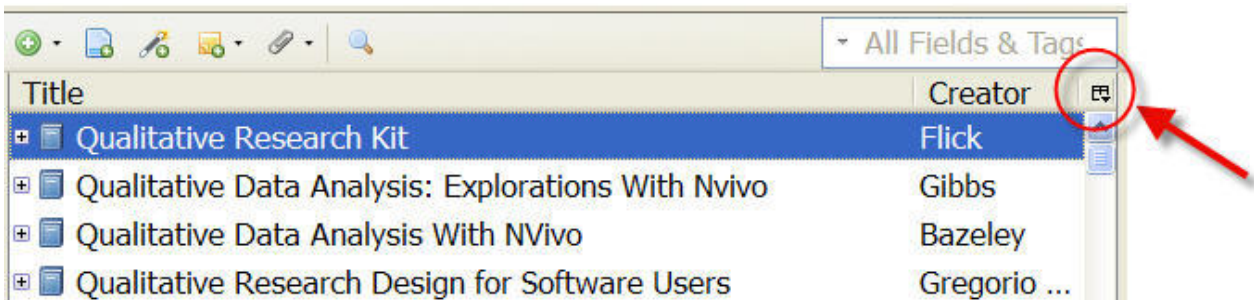 All Fields & Tags
Title Creator
Qualitative Research Kit Flick
Qualitative Data Analysis: Explorations With Nvivo Gibbs
Qualitative Data Analysis With NVivo Bazeley
Qualitative Research Design for Software Users Gregorio ...